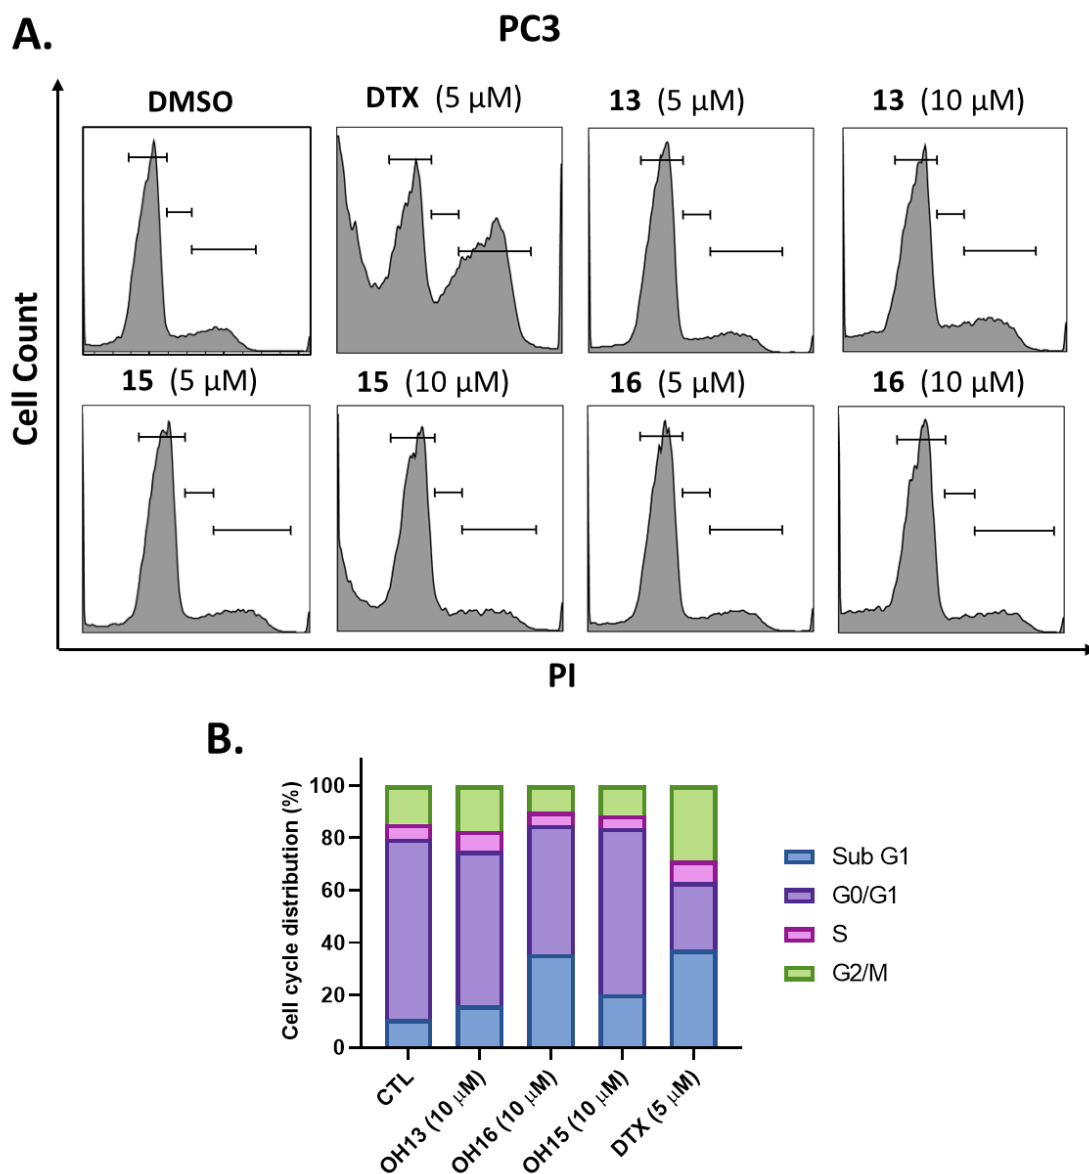 A.
PC3
DMSO
DTX (5 μM)
13 (5 μM)
13 (10 μM)
15 (5 μM)
15 (10 μM)
16 (5 μM)
16 (10 μM)
Cell Count
PI
B.
Cell cycle distribution (%)
100
80
60
40
20
0
CTL
OH13 (10 μM)
OH16 (10 μM)
OH15 (10 μM)
DTX (5 μM)
Sub G1
G0/G1
S
G2/M